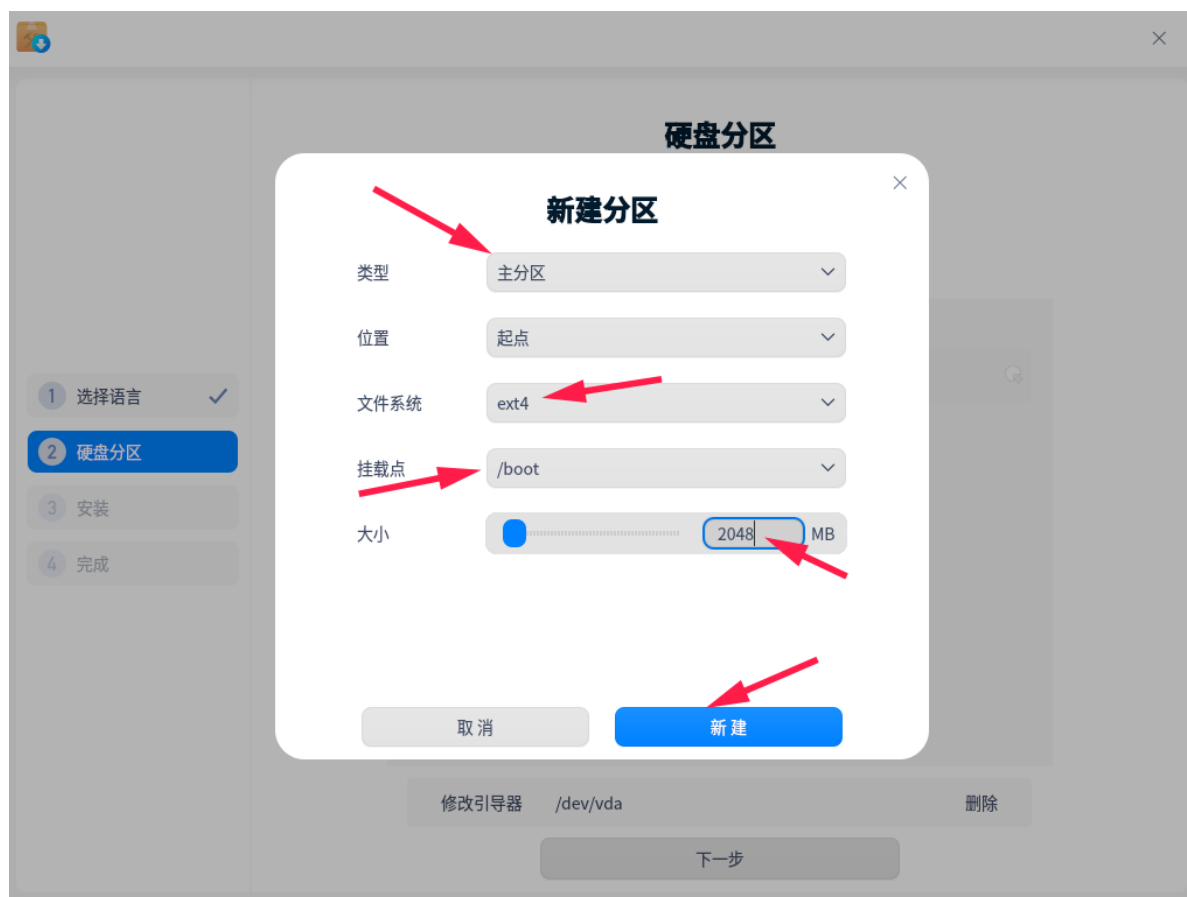 硬盘分区
新建分区
类型 主分区
位置 起点
文件系统 ext4
挂载点 /boot
大小 2048 MB
取消 新建
1 选择语言
2 硬盘分区
3 安装
4 完成
修改引导器 /dev/vda 删除
下一步